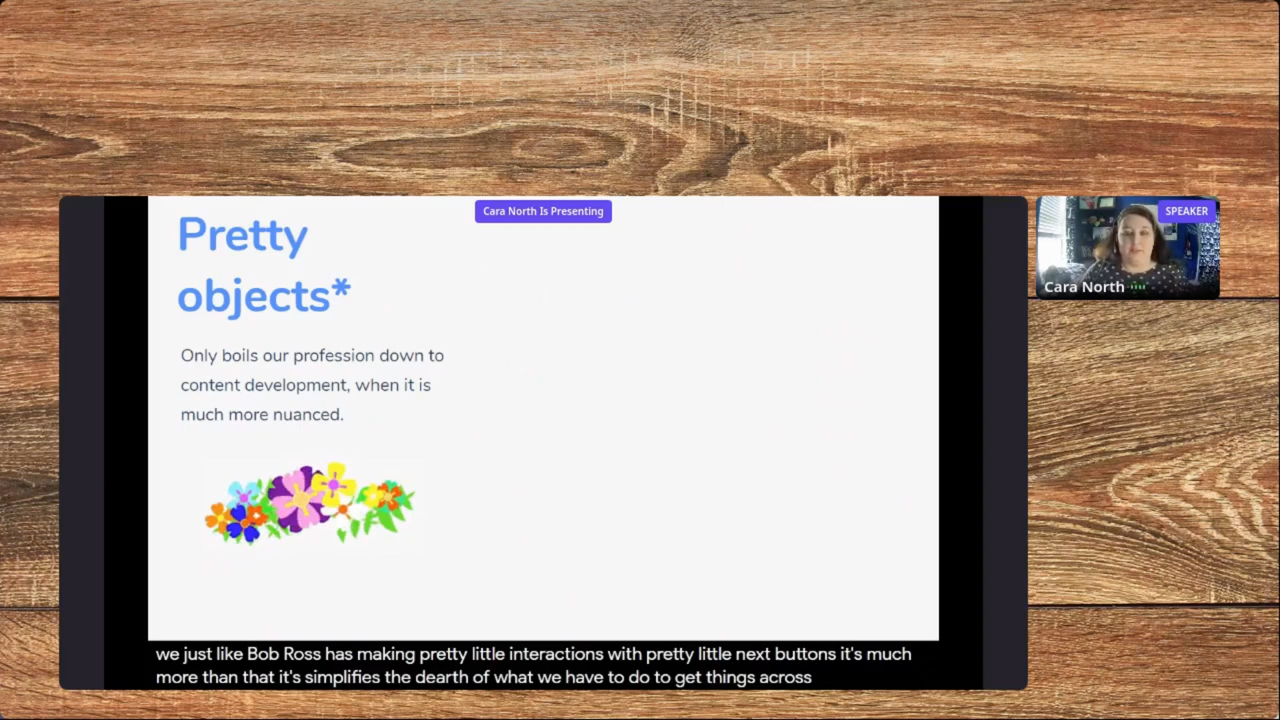 Cara North Is Presenting
SPEAKER
Cara North
Pretty
objects*
Only boils our profession down to
content development, when it is
much more nuanced.
we just like Bob Ross has making pretty little interactions with pretty little next buttons it's much
more than that it's simplifies the dearth of what we have to do to get things across